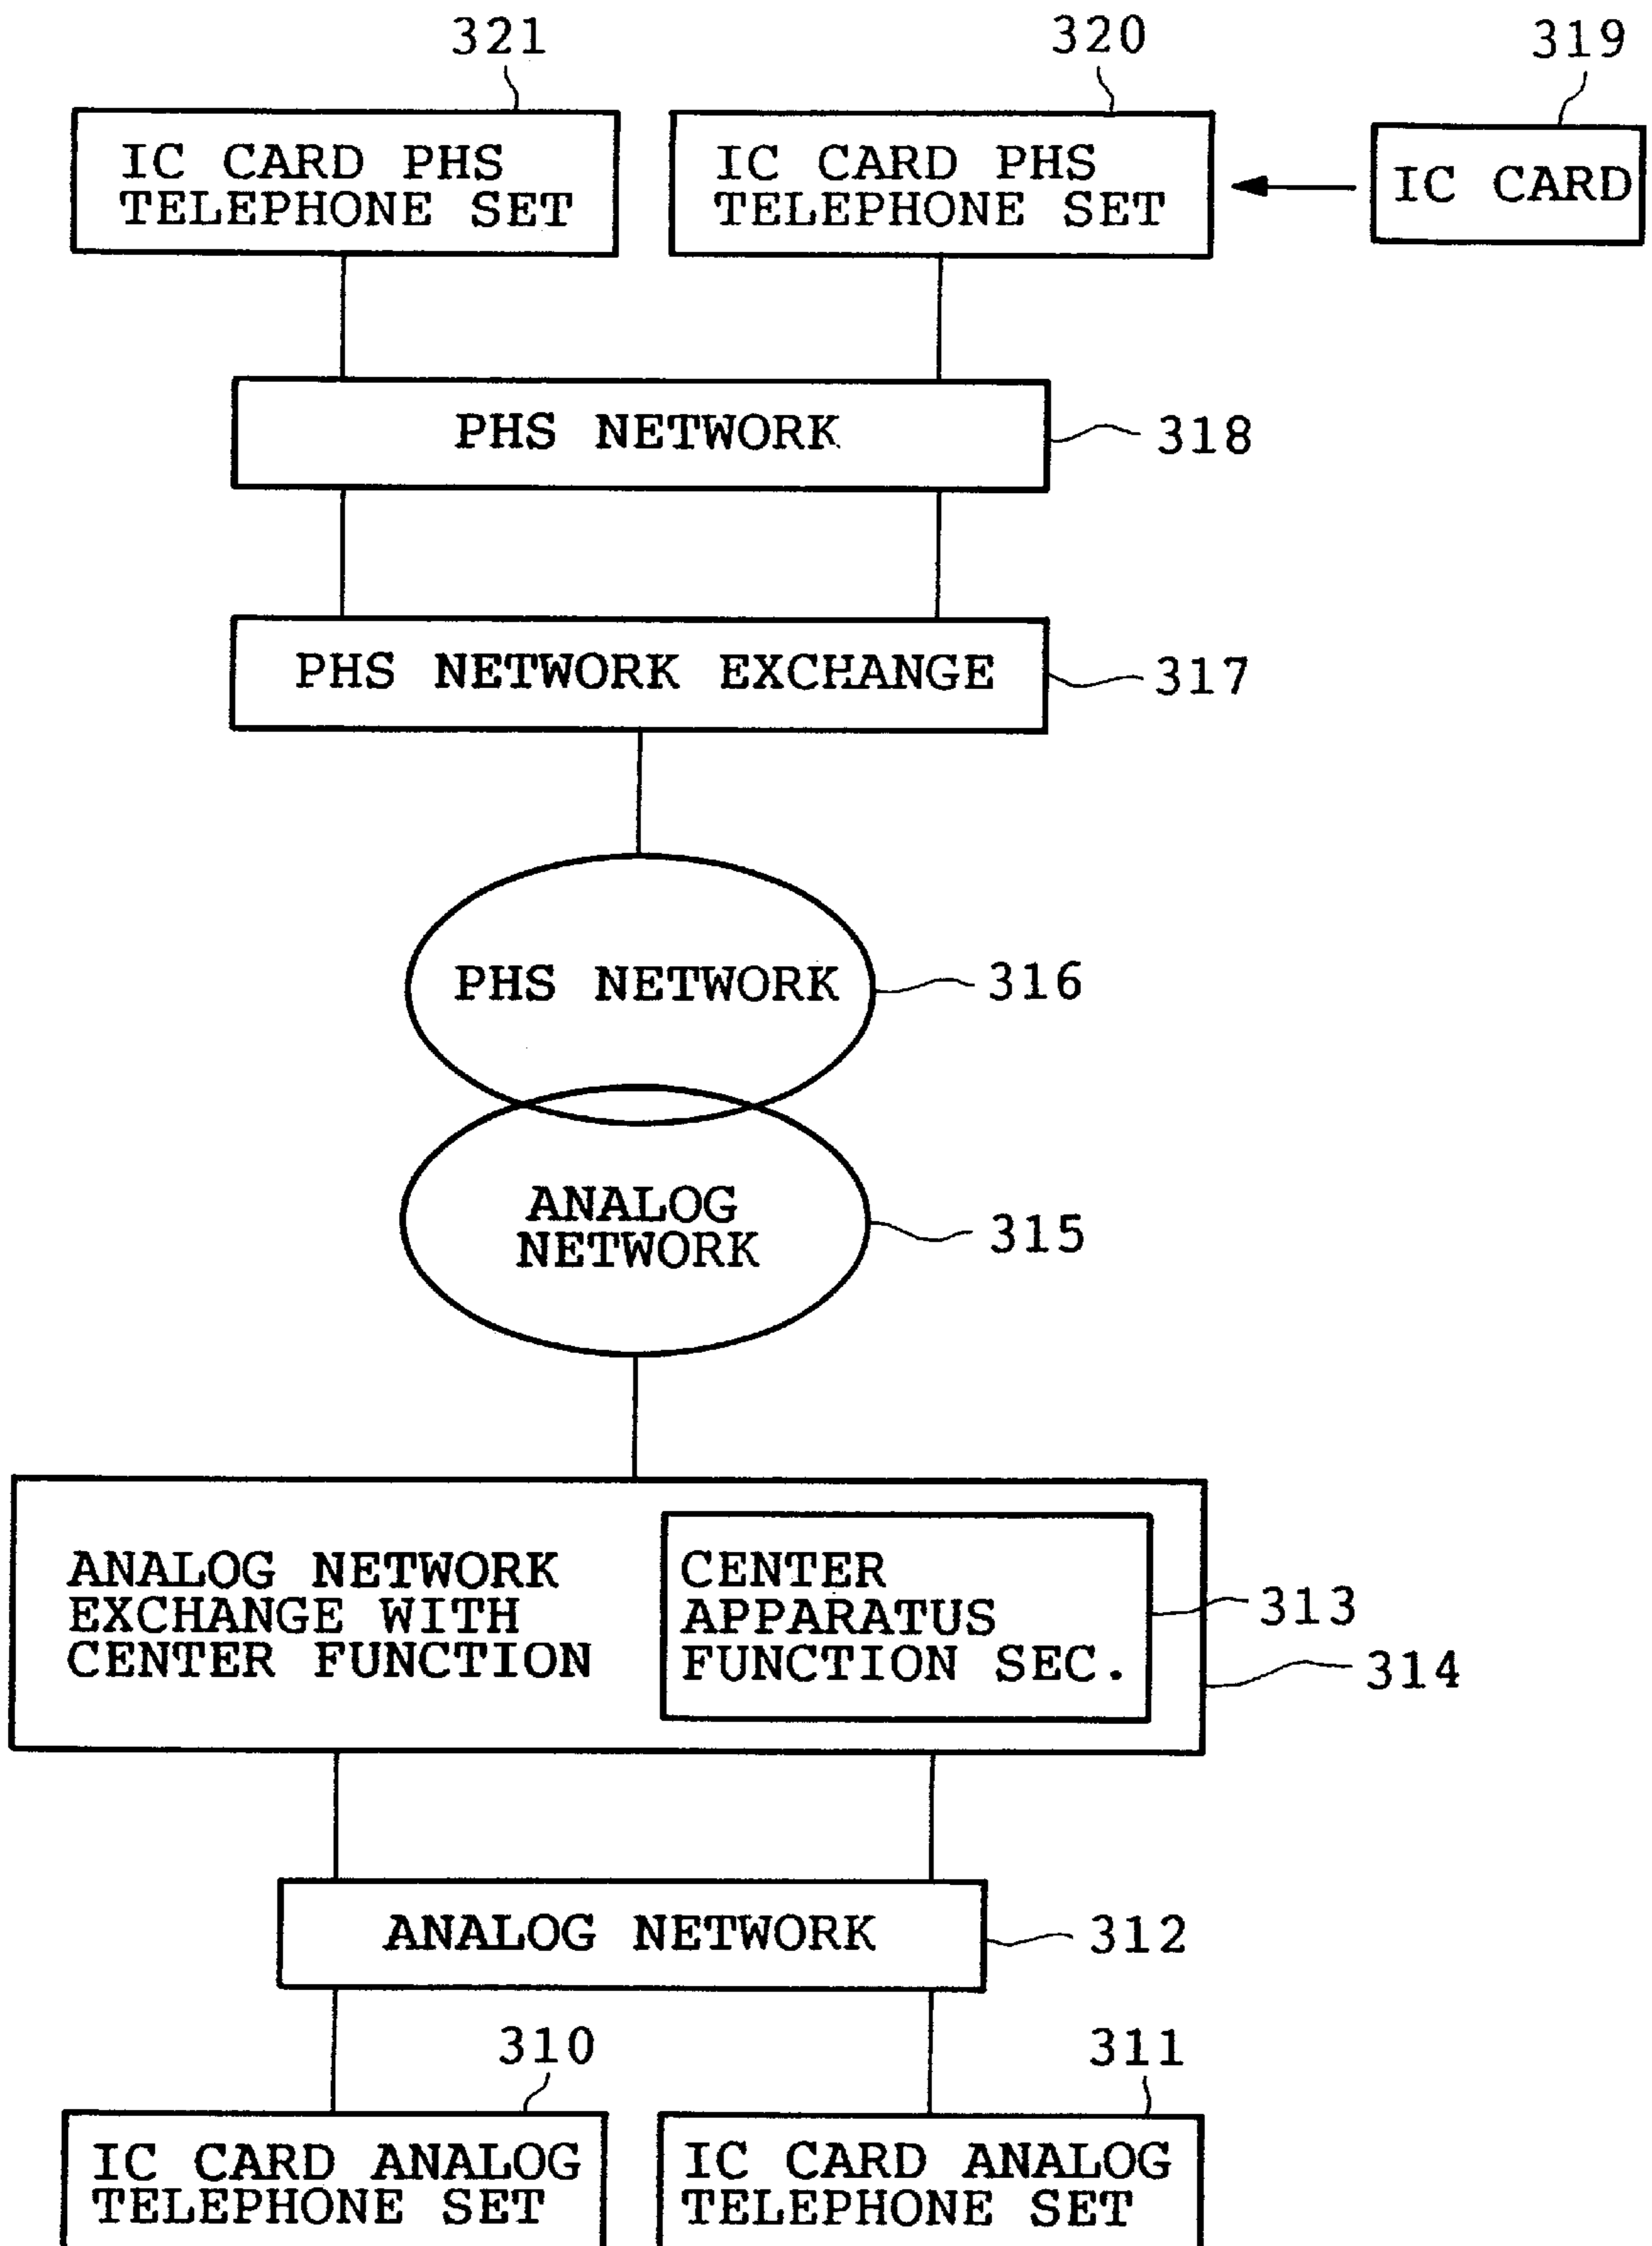 321
320
319
IC CARD PHS
TELEPHONE SET
IC CARD PHS
TELEPHONE SET
IC CARD
PHS NETWORK
318
PHS NETWORK EXCHANGE
317
PHS NETWORK
316
ANALOG
NETWORK
315
ANALOG NETWORK
EXCHANGE WITH
CENTER FUNCTION
CENTER
APPARATUS
FUNCTION SEC.
313
314
ANALOG NETWORK
312
310
311
IC CARD ANALOG
TELEPHONE SET
IC CARD ANALOG
TELEPHONE SET